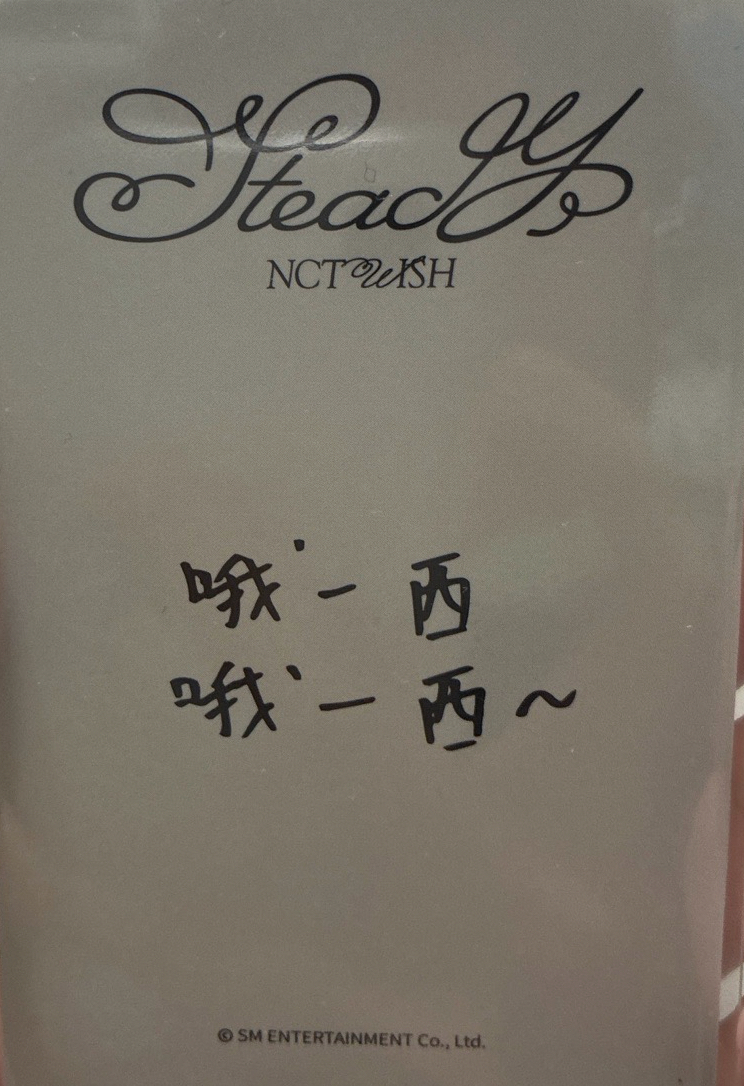 Steady
NCT WISH
哦一西
哦一西~
© SM ENTERTAINMENT Co., Ltd.